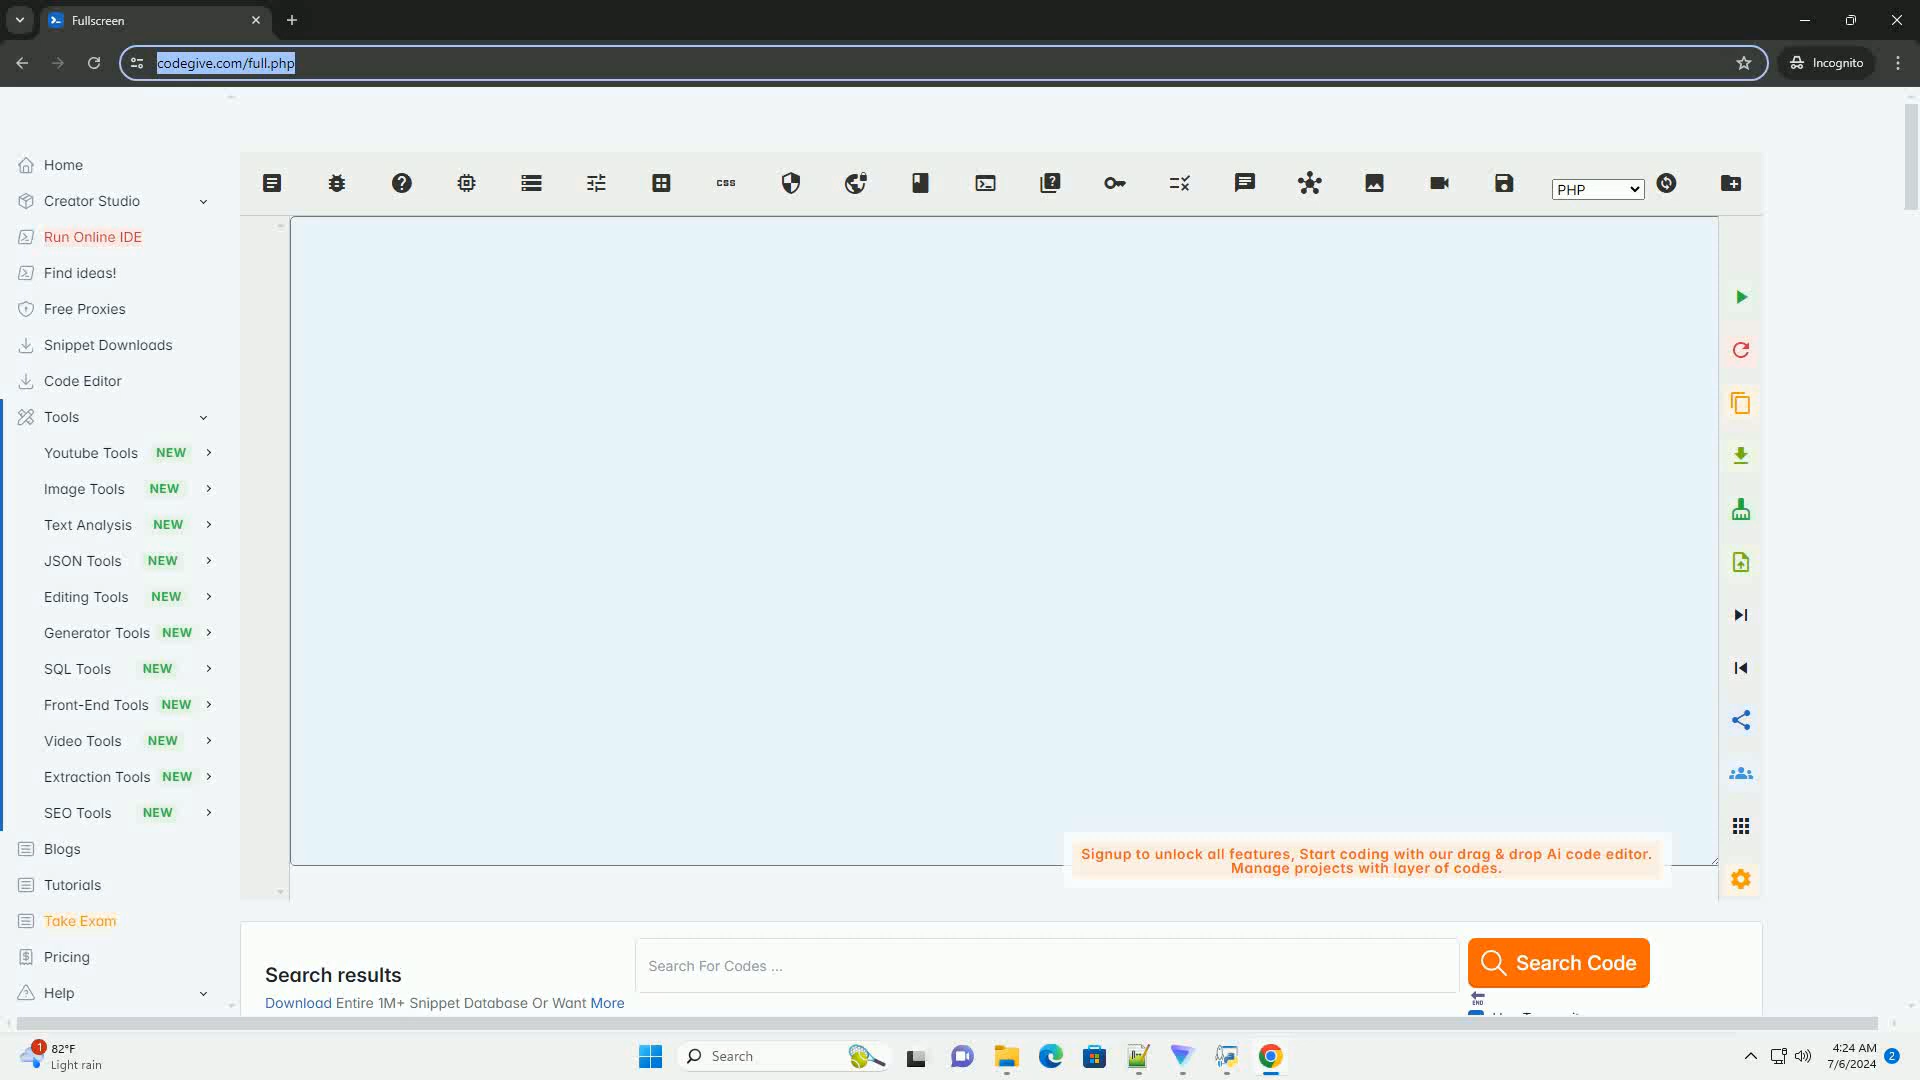 Fullscreen
codegive.com/full.php
Incognito
Home
Creator Studio
Run Online IDE
Find ideas!
Free Proxies
Snippet Downloads
Code Editor
Tools
Youtube Tools NEW
Image Tools NEW
Text Analysis NEW
JSON Tools NEW
Editing Tools NEW
Generator Tools NEW
SQL Tools NEW
Front-End Tools NEW
Video Tools NEW
Extraction Tools NEW
SEO Tools NEW
Blogs
Tutorials
Take Exam
Pricing
Help
css
PHP
Signup to unlock all features, Start coding with our drag & drop Ai code editor.
Manage projects with layer of codes.
Search results
Download Entire 1M+ Snippet Database Or Want More
Search For Codes ...
Search Code
END
1
82°F
Light rain
Search
4:24 AM
7/6/2024
2